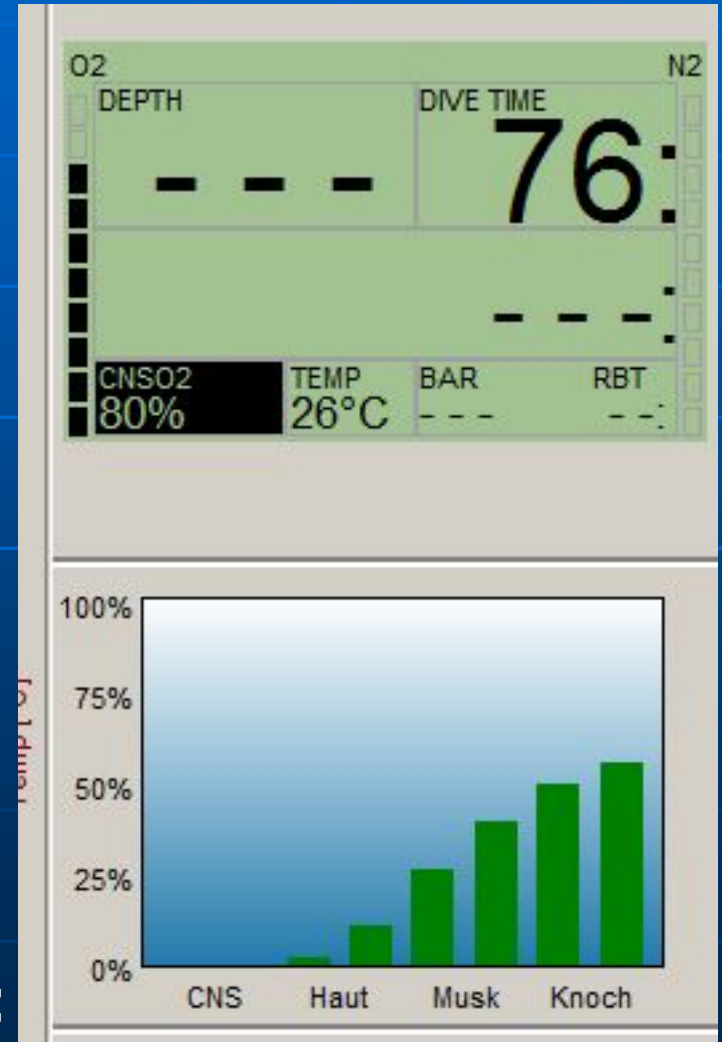 O2 N2
DEPTH DIVE TIME
- - - 76:
- - -:
CNSO2 TEMP BAR RBT
80% 26°C - - - - -:
100%
75%
50%
25%
0%
CNS Haut Musk Knoch